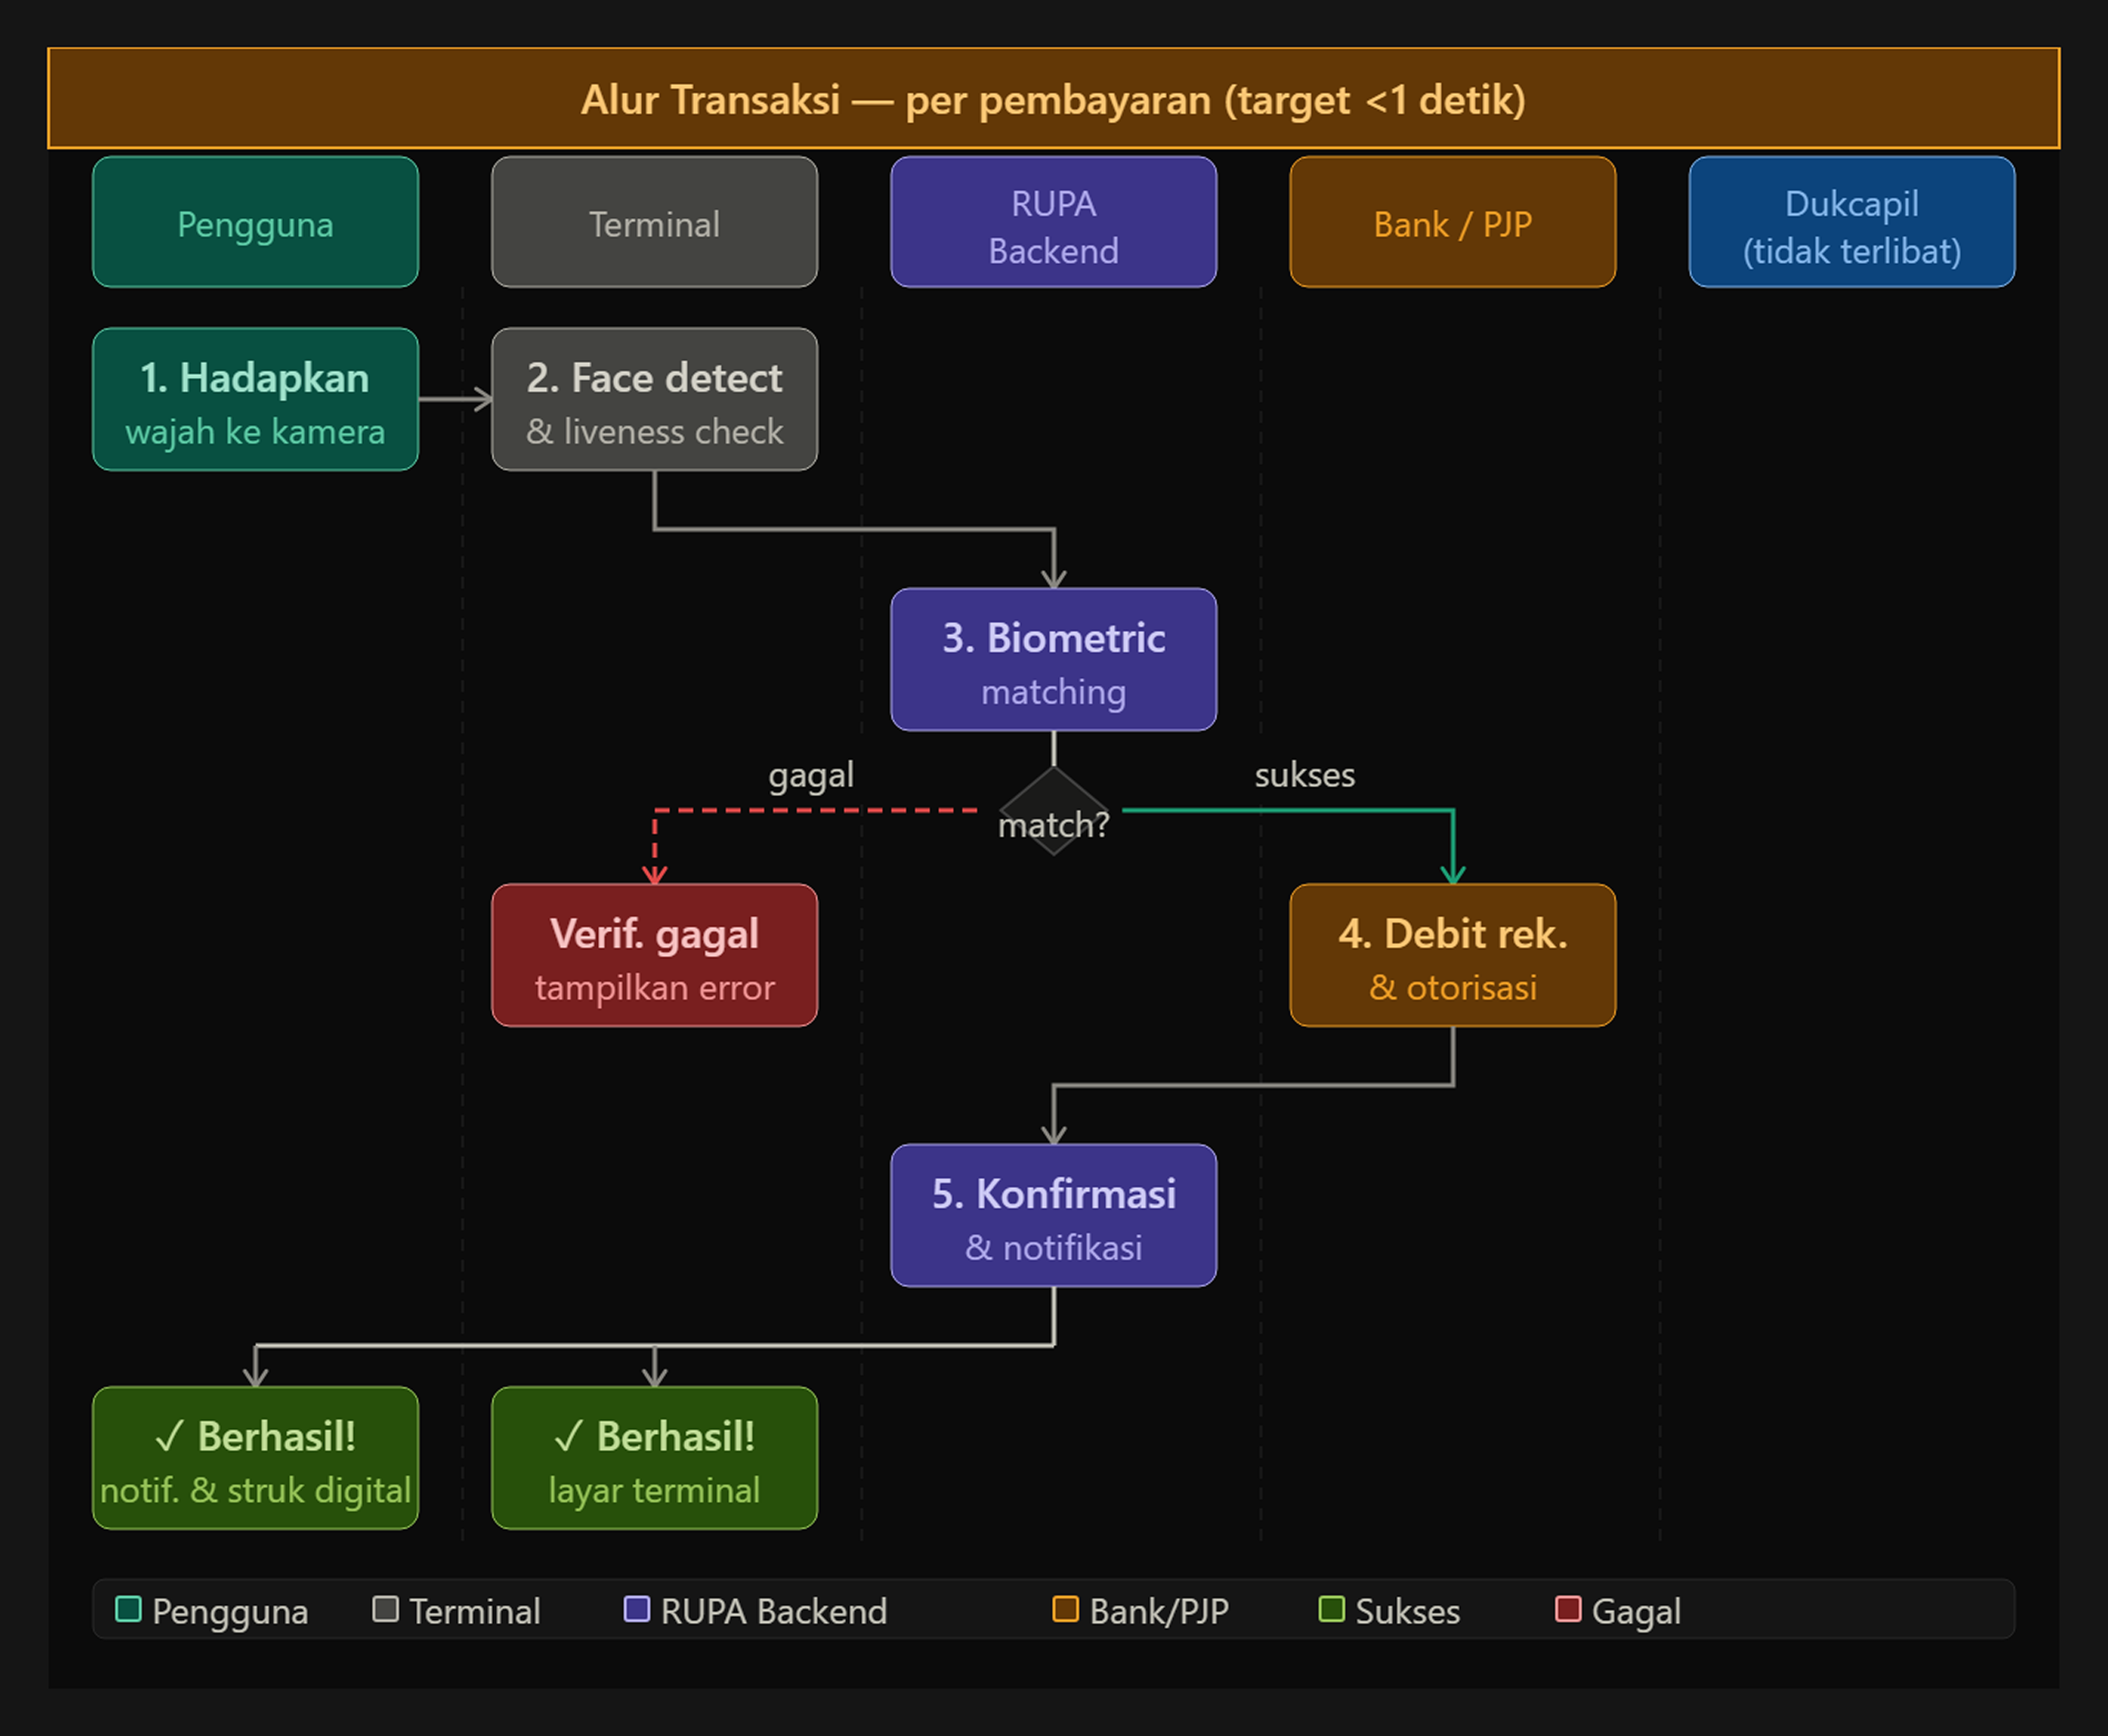 Alur Transaksi — per pembayaran (target <1 detik)
Pengguna
Terminal
RUPA
Backend
Bank / PJP
Dukcapil
(tidak terlibat)
1. Hadapkan
wajah ke kamera
2. Face detect
& liveness check
3. Biometric
matching
gagal
match?
sukses
Verif. gagal
tampilkan error
4. Debit rek.
& otorisasi
5. Konfirmasi
& notifikasi
✓ Berhasil!
notif. & struk digital
✓ Berhasil!
layar terminal
Pengguna
Terminal
RUPA Backend
Bank/PJP
Sukses
Gagal